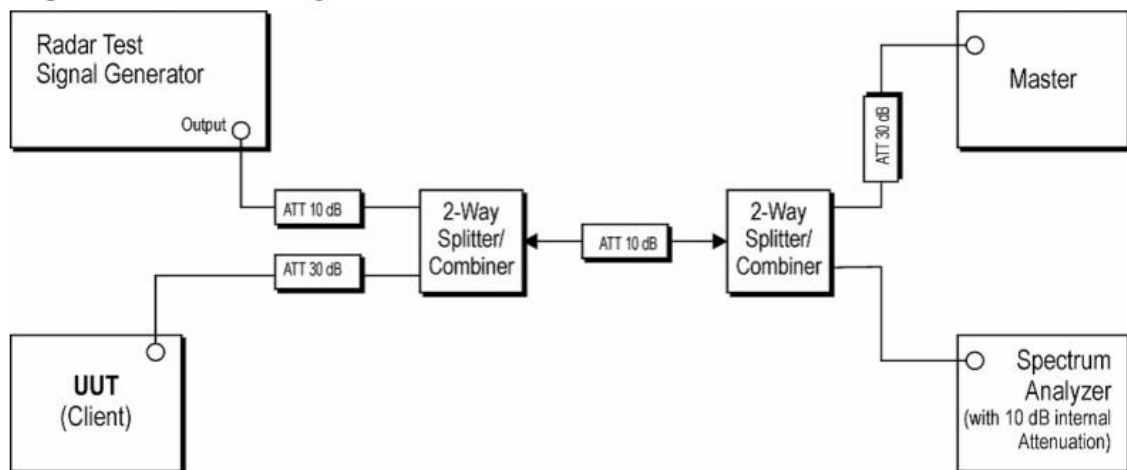 Radar Test
Signal Generator
Output
ATT 10 dB
ATT 30 dB
2-Way
Splitter/
Combiner
ATT 10 dB
2-Way
Splitter/
Combiner
ATT 30 dB
Master
UUT
(Client)
Spectrum
Analyzer
(with 10 dB internal
Attenuation)